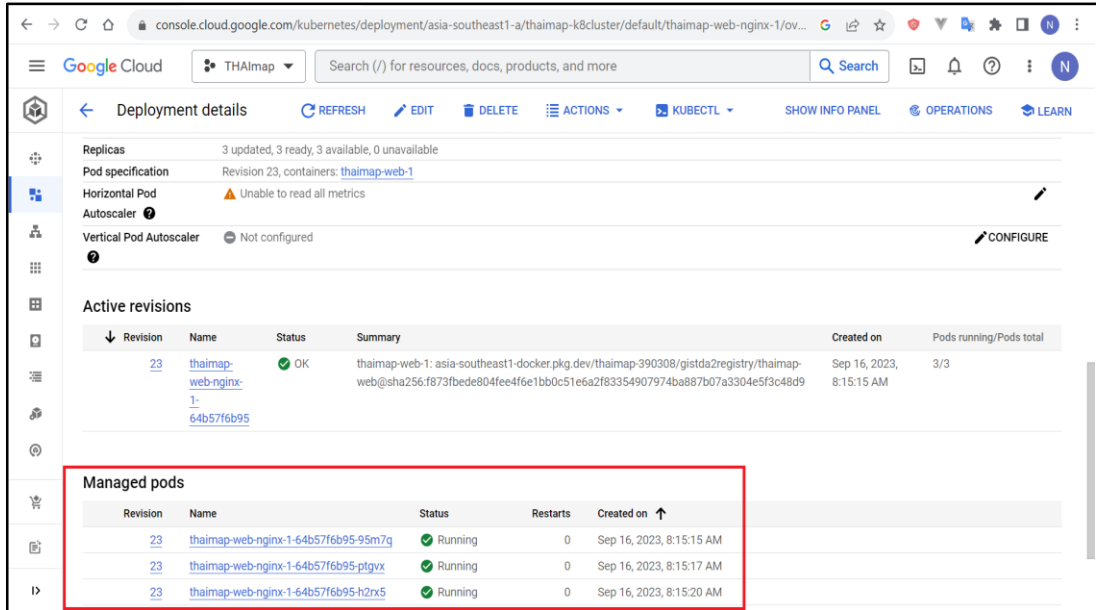 console.cloud.google.com/kubernetes/deployment/asia-southeast1-a/thaimap-k8cluster/default/thaimap-web-nginx-1/ov...
N
Google Cloud
THAImap
Search (/) for resources, docs, products, and more
Search
N
Deployment details
REFRESH
EDIT
DELETE
ACTIONS
KUBECTL
SHOW INFO PANEL
OPERATIONS
LEARN
Replicas 3 updated, 3 ready, 3 available, 0 unavailable
Pod specification Revision 23, containers: thaimap-web-1
Horizontal Pod Unable to read all metrics
Autoscaler
Vertical Pod Autoscaler Not configured CONFIGURE
Active revisions
Revision Name Status Summary Created on Pods running/Pods total
23 thaimap- OK thaimap-web-1: asia-southeast1-docker.pkg.dev/thaimap-390308/gistda2registry/thaimap- Sep 16, 2023, 3/3
web-nginx- web@sha256:f873fbede804fee4f6e1bb0c51e6a2f83354907974ba887b07a3304e5f3c48d9 8:15:15 AM
1-
64b57f6b95
Managed pods
Revision Name Status Restarts Created on
23 thaimap-web-nginx-1-64b57f6b95-95m7q Running 0 Sep 16, 2023, 8:15:15 AM
23 thaimap-web-nginx-1-64b57f6b95-ptgvx Running 0 Sep 16, 2023, 8:15:17 AM
23 thaimap-web-nginx-1-64b57f6b95-h2rx5 Running 0 Sep 16, 2023, 8:15:20 AM